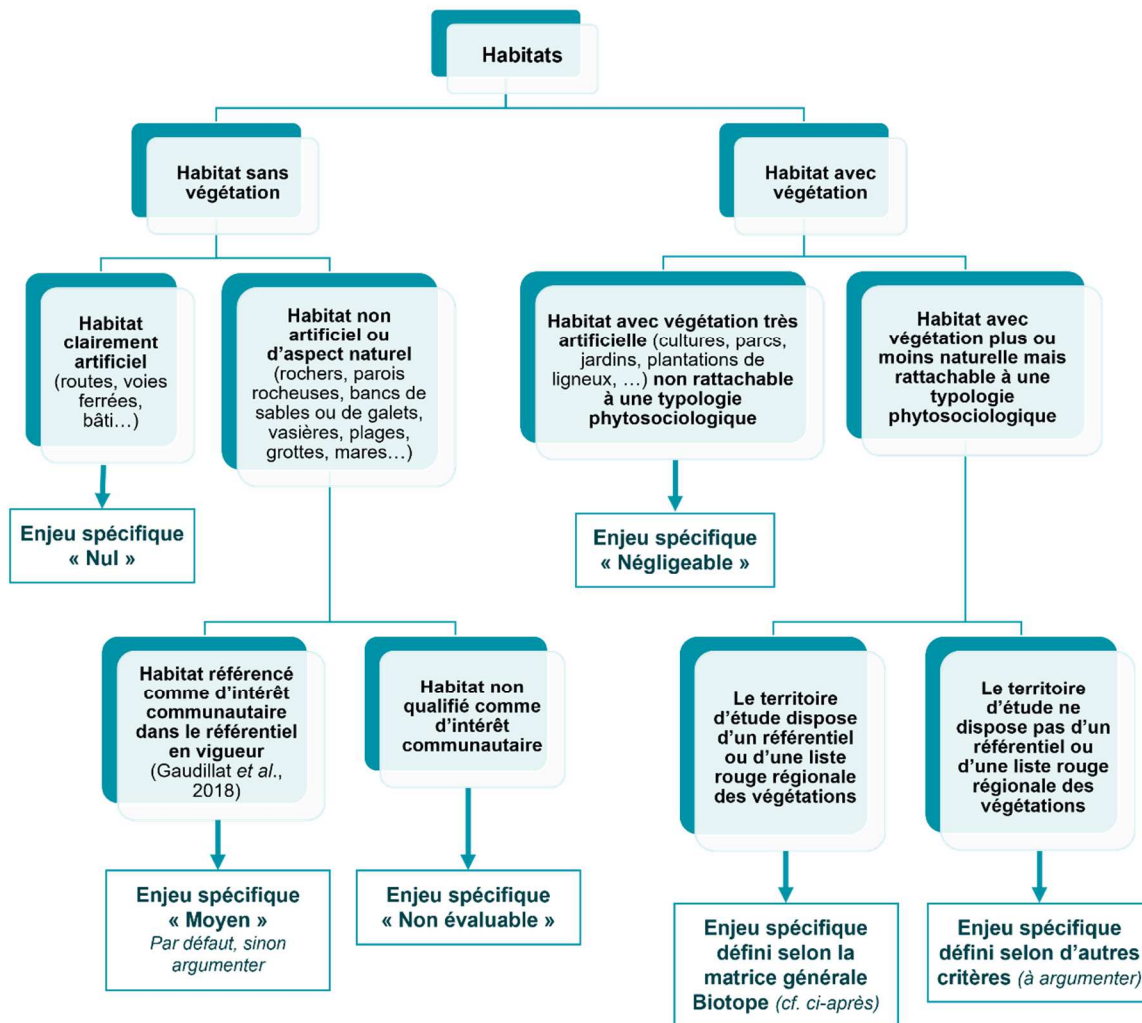 Habitats
Habitat sans
végétation
Habitat avec
végétation
Habitat
clairement
artificiel
(routes, voies
ferrées,
bâti…)
Habitat non
artificiel ou
d’aspect naturel
(rochers, parois
rocheuses, bancs de
sables ou de galets,
vasières, plages,
grottes, mares…)
Habitat avec végétation très
artificielle (cultures, parcs,
jardins, plantations de
ligneux, …) non rattachable
à une typologie
phytosociologique
Habitat avec
végétation plus ou
moins naturelle mais
rattachable à une
typologie
phytosociologique
Enjeu spécifique
« Nul »
Enjeu spécifique
« Négligeable »
Habitat référencé
comme d’intérêt
communautaire
dans le référentiel
en vigueur
(Gaudillat et al.,
2018)
Habitat non
qualifié comme
d’intérêt
communautaire
Le territoire
d’étude dispose
d’un référentiel
ou d’une liste
rouge régionale
des végétations
Le territoire
d’étude ne
dispose pas d’un
référentiel ou
d’une liste rouge
régionale des
végétations
Enjeu spécifique
« Moyen »
Par défaut, sinon
argumenter
Enjeu spécifique
« Non évaluable »
Enjeu spécifique
défini selon la
matrice générale
Biotope (cf. ci-après)
Enjeu spécifique
défini selon d’autres
critères (à argumenter)